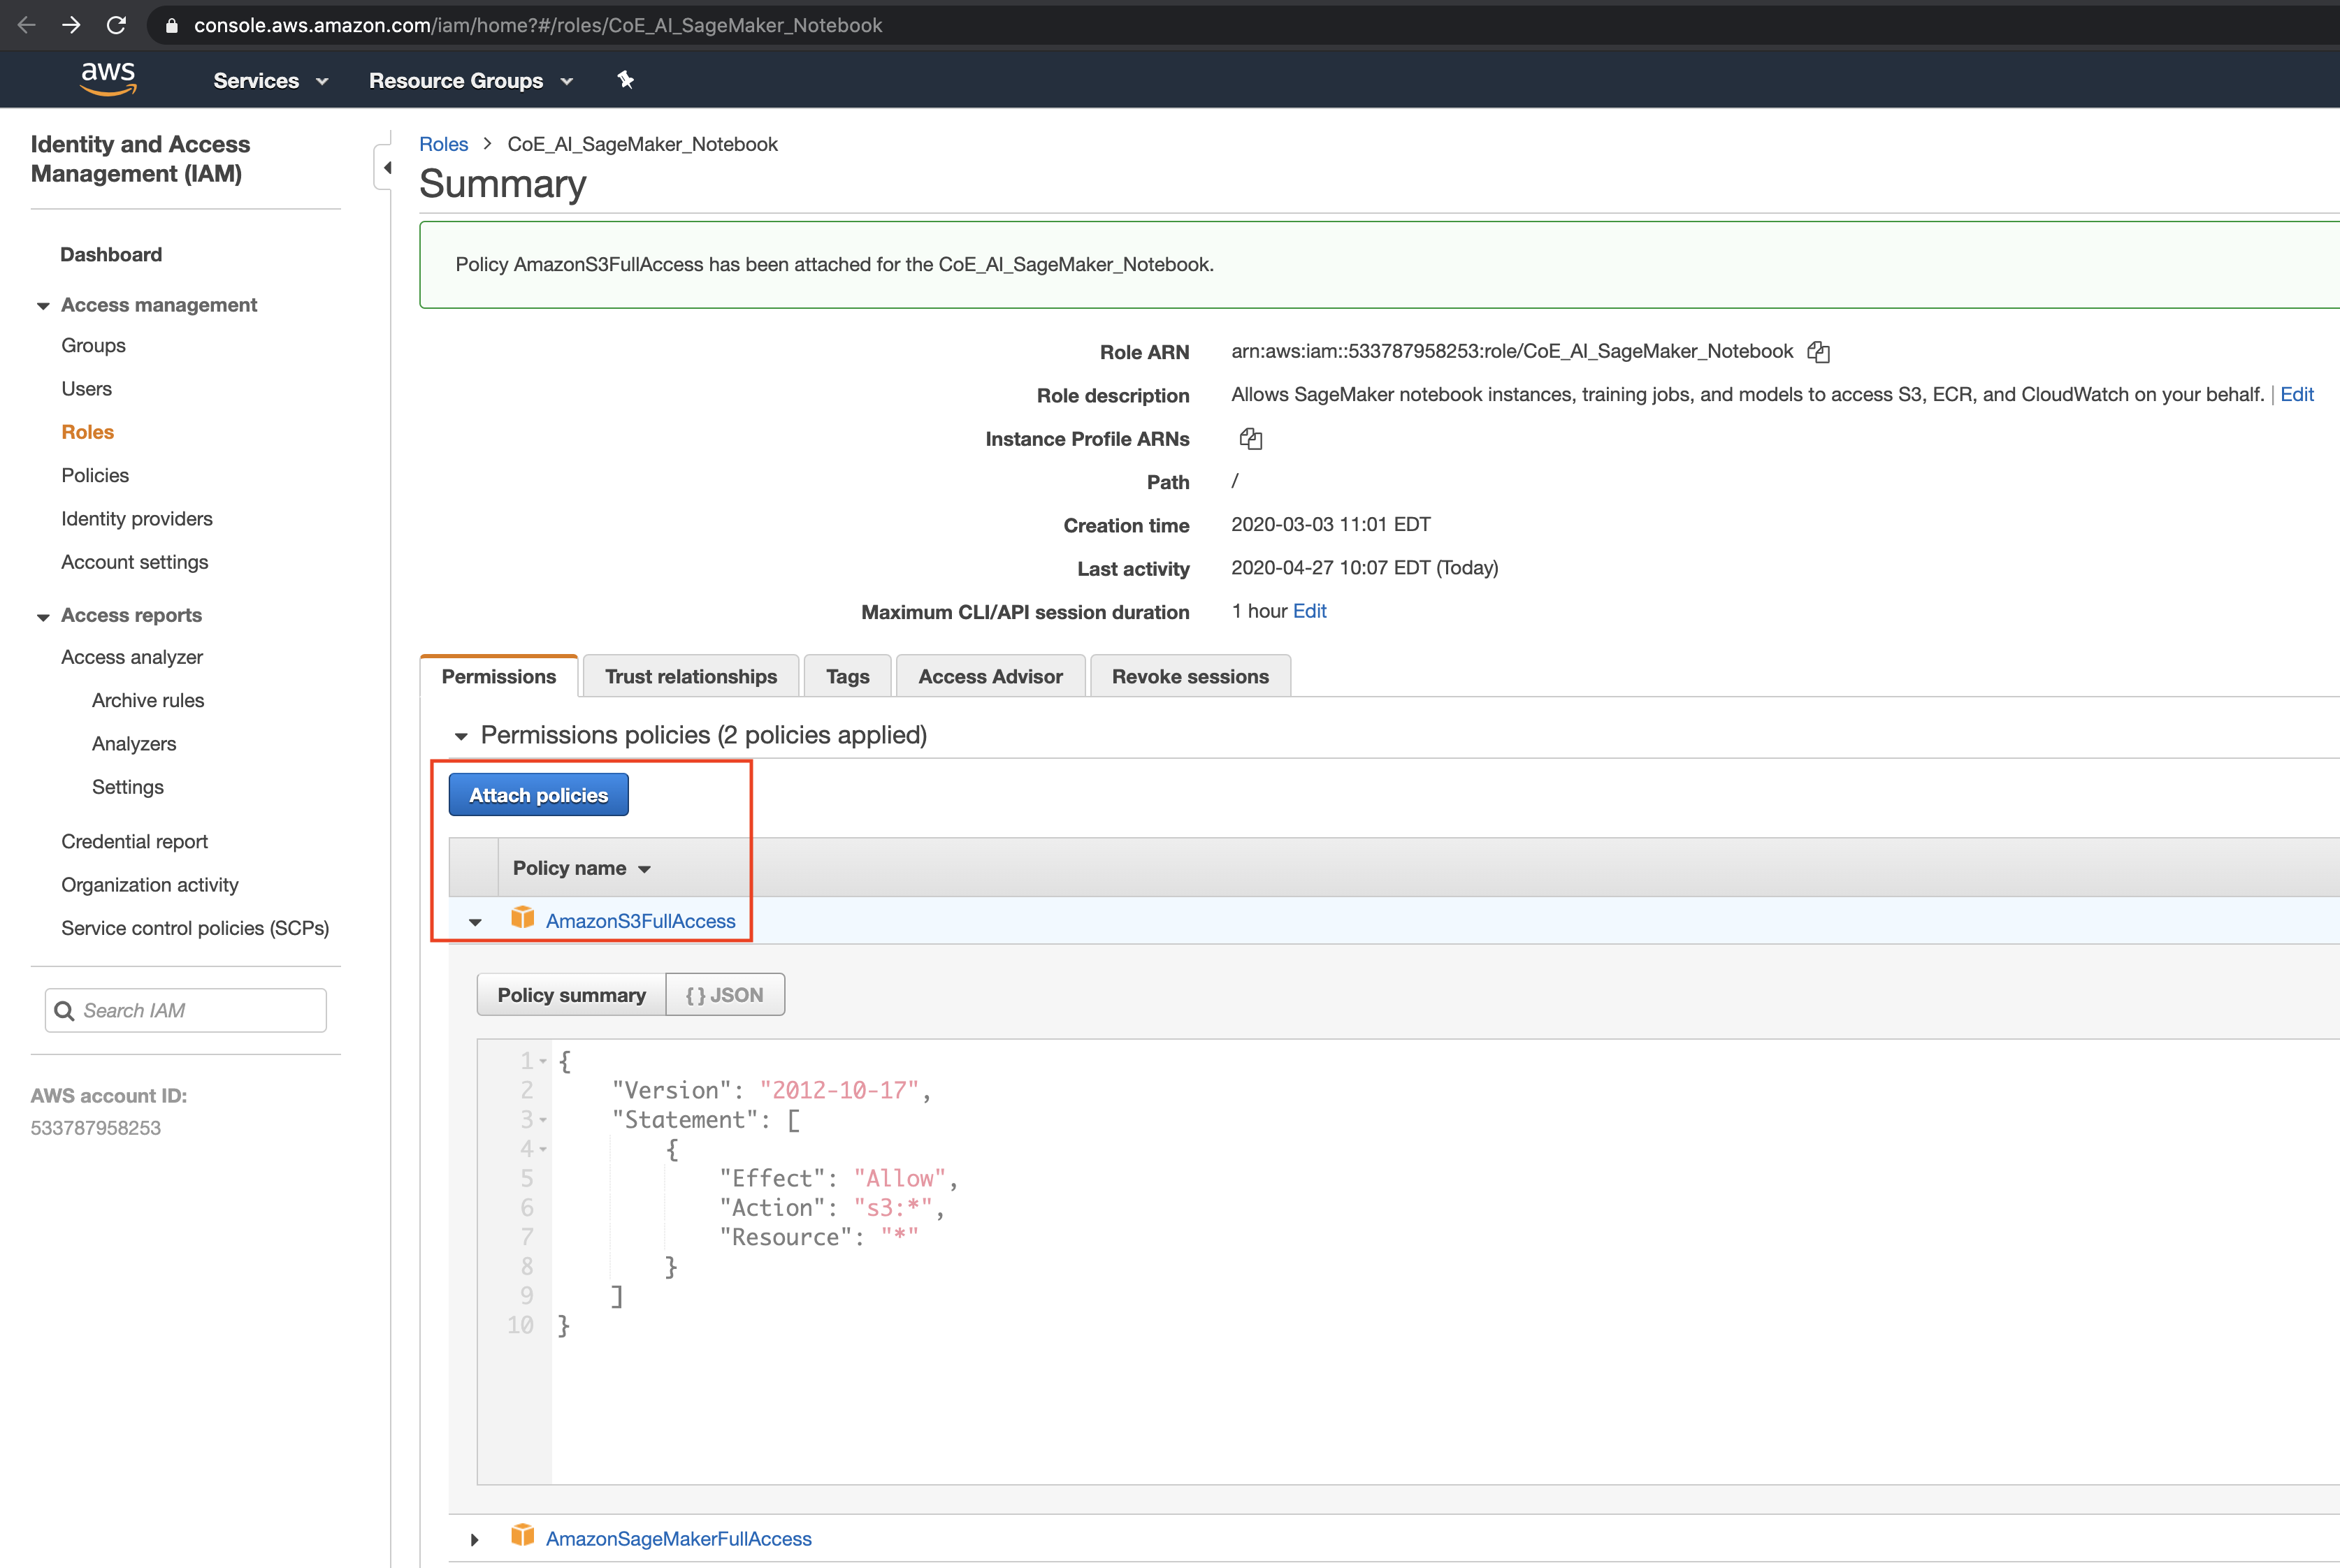 console.aws.amazon.com/iam/home?#/roles/CoE_AI_SageMaker_Notebook
aws
Services
Resource Groups
Identity and Access
Management (IAM)
Dashboard
Access management
Groups
Users
Roles
Policies
Identity providers
Account settings
Access reports
Access analyzer
Archive rules
Analyzers
Settings
Credential report
Organization activity
Service control policies (SCPs)
Search IAM
AWS account ID:
533787958253
Roles > CoE_AI_SageMaker_Notebook
Summary
Policy AmazonS3FullAccess has been attached for the CoE_AI_SageMaker_Notebook.
Role ARN arn:aws:iam::533787958253:role/CoE_AI_SageMaker_Notebook
Role description Allows SageMaker notebook instances, training jobs, and models to access S3, ECR, and CloudWatch on your behalf. | Edit
Instance Profile ARNs
Path /
Creation time 2020-03-03 11:01 EDT
Last activity 2020-04-27 10:07 EDT (Today)
Maximum CLI/API session duration 1 hour Edit
Permissions Trust relationships Tags Access Advisor Revoke sessions
Permissions policies (2 policies applied)
Attach policies
Policy name
AmazonS3FullAccess
Policy summary { } JSON
1 {
2 "Version": "2012-10-17",
3 "Statement": [
4 {
5 "Effect": "Allow",
6 "Action": "s3:*",
7 "Resource": "*"
8 }
9 ]
10 }
AmazonSageMakerFullAccess